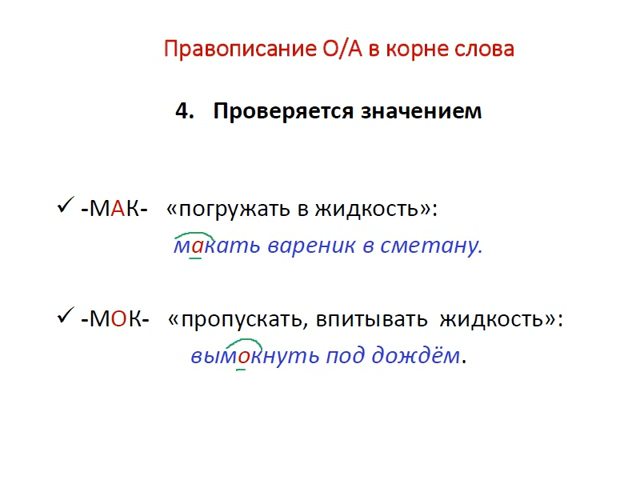 Правописание О/А в корне слова
4. Проверяется значением
✓ -МАК- «погружать в жидкость»:
макать вареник в сметану.
✓ -МОК- «пропускать, впитывать жидкость»:
вымокнуть под дождём.